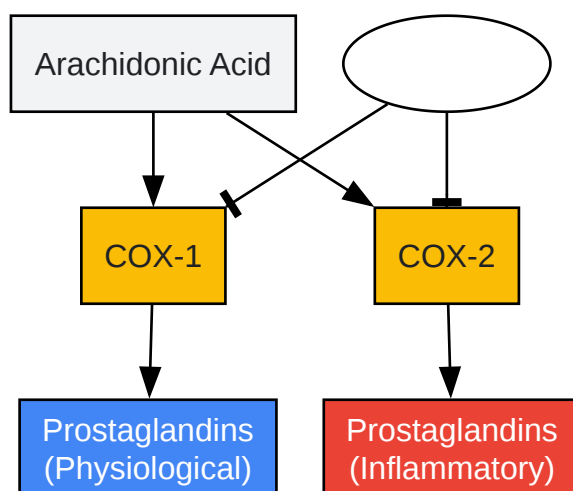 Arachidonic Acid
COX-1
COX-2
Prostaglandins
(Physiological)
Prostaglandins
(Inflammatory)